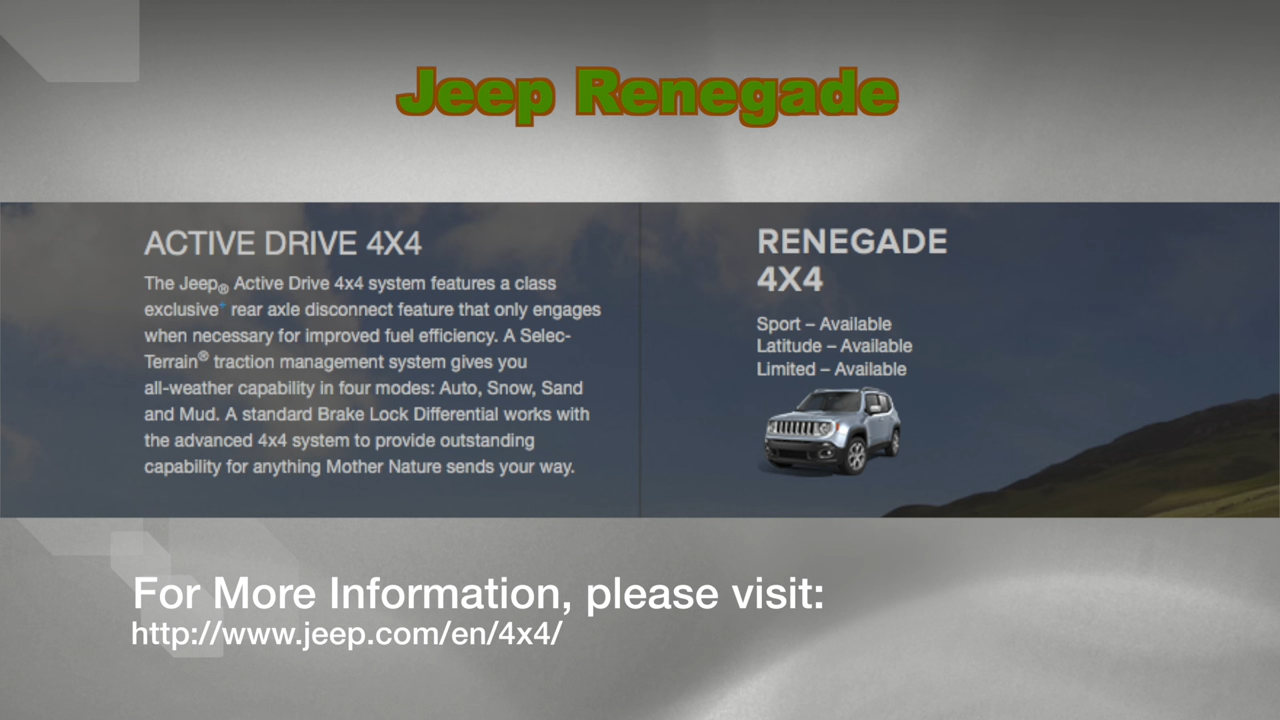 Jeep Renegade
ACTIVE DRIVE 4X4
The Jeep® Active Drive 4x4 system features a class
exclusive+ rear axle disconnect feature that only engages
when necessary for improved fuel efficiency. A Selec-
Terrain® traction management system gives you
all-weather capability in four modes: Auto, Snow, Sand
and Mud. A standard Brake Lock Differential works with
the advanced 4x4 system to provide outstanding
capability for anything Mother Nature sends your way.
RENEGADE
4X4
Sport – Available
Latitude – Available
Limited – Available
For More Information, please visit:
http://www.jeep.com/en/4x4/